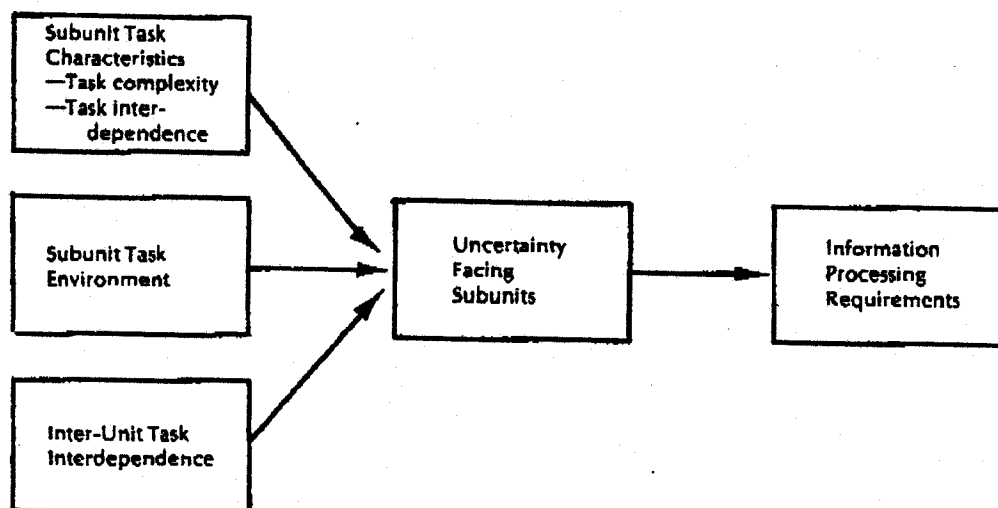 Subunit Task
Characteristics
—Task complexity
—Task inter-
dependence
Subunit Task
Environment
Uncertainty
Facing
Subunits
Information
Processing
Requirements
Inter-Unit Task
Interdependence